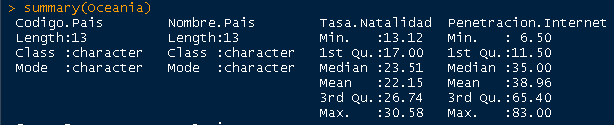 > summary(Oceania)
Codigo.Pais Nombre.Pais Tasa.Natalidad Penetracion.Internet
Length:13 Length:13 Min. :13.12 Min. : 6.50
Class :character Class :character 1st Qu.:17.00 1st Qu.:11.50
Mode :character Mode :character Median :23.51 Median :35.00
Mean :22.15 Mean :38.96
3rd Qu.:26.74 3rd Qu.:65.40
Max. :30.58 Max. :83.00